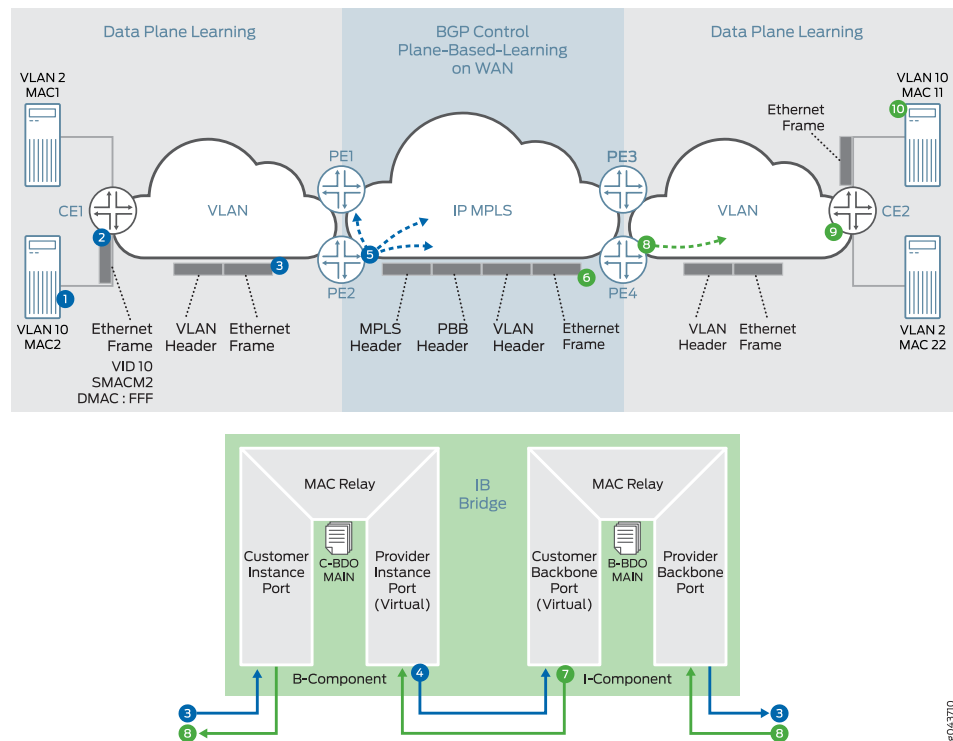 Data Plane Learning
BGP Control
Plane-Based-Learning
on WAN
Data Plane Learning
VLAN 2
MAC1
VLAN 10
MAC 11
10
Ethernet
Frame
PE1
PE3
CE1
VLAN
IP MPLS
VLAN
CE2
2
9
5
8
3
6
1
PE2
PE4
VLAN 10
MAC2
Ethernet
Frame
VID 10
SMACM2
DMAC : FFF
VLAN
Header
Ethernet
Frame
MPLS
Header
PBB
Header
VLAN
Header
Ethernet
Frame
VLAN
Header
Ethernet
Frame
VLAN 2
MAC 22
MAC Relay
IB
Bridge
MAC Relay
Customer
Instance
Port
C-BDO
MAIN
Provider
Instance
Port
(Virtual)
Customer
Backbone
Port
(Virtual)
B-BDO
MAIN
Provider
Backbone
Port
4
7
B-Component
I-Component
3
3
8
8
g043710